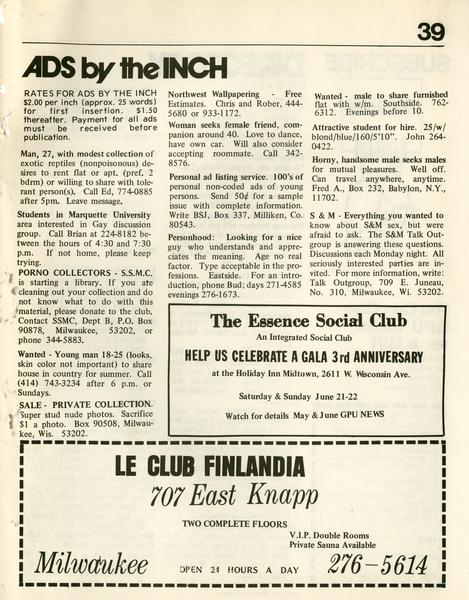 39
ADS by the INCH
RATES FOR ADS BY THE INCH
$2.00 per inch (approx. 25 words)
for first insertion. $1.50
thereafter. Payment for all ads
must be received before
publication.
Man, 27, with modest collection of
exotic reptiles (nonpoisonous) de-
sires to rent flat or apt. (pref. 2
bdrm) or willing to share with tole-
rant person(s). Call Ed, 774-0885
after 5pm. Leave message.
Students in Marquette University
area interested in Gay discussion
group. Call Brian at 224-8182 be-
tween the hours of 4:30 and 7:30
p.m. If not home, please keep
trying.
PORNO COLLECTORS - S.S.M.C.
is starting a library. If you are
cleaning out your collection and do
not know what to do with this
material, please donate to the club.
Contact SSMC, Dept B, P.O. Box
90878, Milwaukee, 53202, or
phone 344-5883.
Wanted - Young man 18-25 (looks,
skin color not important) to share
house in country for summer. Call
(414) 743-3234 after 6 p.m. or
Sundays.
SALE - PRIVATE COLLECTION.
Super stud nude photos. Sacrifice
$1 a photo. Box 90508, Milwau-
kee, Wis. 53202.
Northwest Wallpapering - Free
Estimates. Chris and Rober, 444-
5680 or 933-1172.
Woman seeks female friend, com-
panion around 40. Love to dance,
have own car. Will also consider
accepting roommate. Call 342-
8576.
Personal ad listing service. 100's of
personal non-coded ads of young
persons. Send 50¢ for a sample
issue with complete introduction.
Write BSJ, Box 337, Milliken, Co.
80543.
Personhood: Looking for a nice
guy who understands and appre-
ciates the meaning. Age no real
factor. Type acceptable in the pro-
fessions. Eastside. For an intro-
duction, phone Bud; days 271-4585
evenings 276-1673.
Wanted - male to share furnished
flat with w/m. Southside. 762-
6312. Evenings before 10.
Attractive student for hire. 25/w/
blond/blue/160/5'10". John 264-
0422.
Horny, handsome male seeks males
for mutual pleasures. Well off.
Can travel anywhere, anytime.
Fred A., Box 232, Babylon, N.Y.,
11702.
S & M - Everything you wanted to
know about S&M sex, but were
afraid to ask. The S&M Talk Out-
group is answering these questions.
Discussions each Monday night. All
seriously interested parties are in-
vited. For more information, write:
Talk Outgroup, 709 E. Juneau,
No. 310, Milwaukee, Wi. 53202.
The Essence Social Club
An Integrated Social Club
HELP US CELEBRATE A GALA 3rd ANNIVERSARY
at the Holiday Inn Midtown, 2611 W. Wisconsin Ave.
Saturday & Sunday June 21-22
Watch for details May & June GPU NEWS
LE CLUB FINLANDIA
707 East Knapp
TWO COMPLETE FLOORS
V.I.P. Double Rooms
Private Sauna Available
Milwaukee
OPEN 24 HOURS A DAY
276-5614